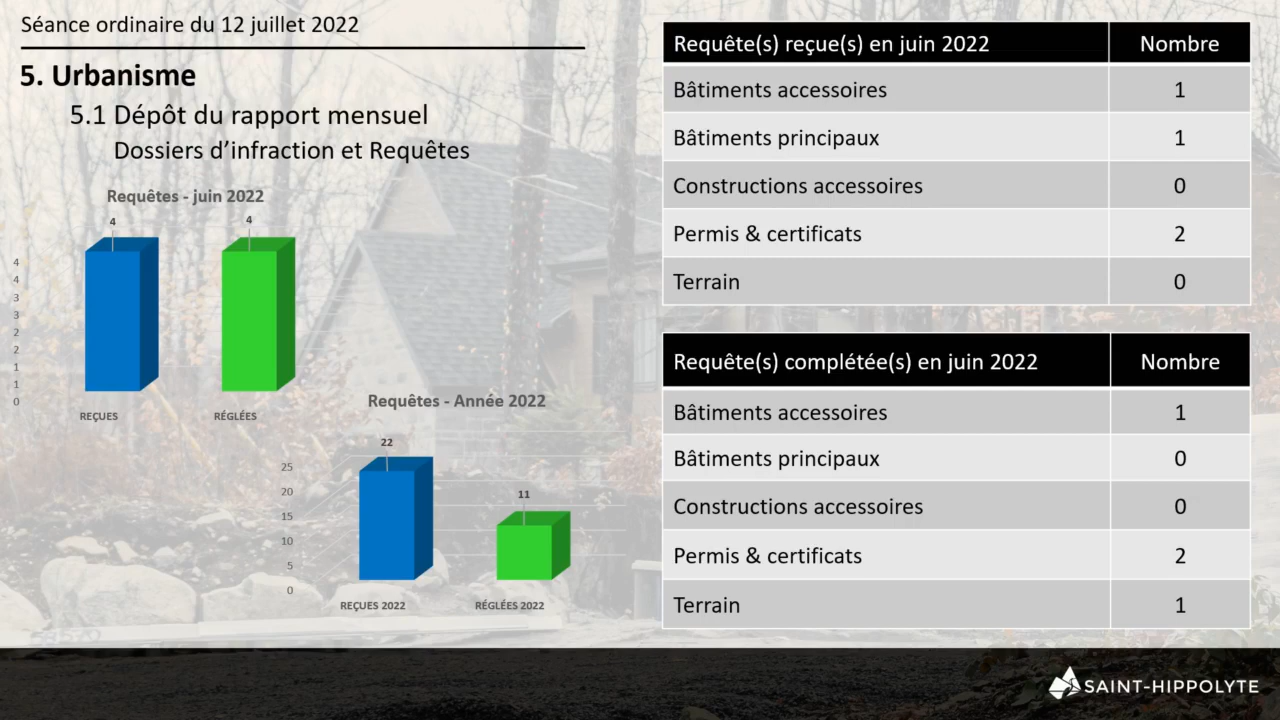 Séance ordinaire du 12 juillet 2022
5. Urbanisme
5.1 Dépôt du rapport mensuel
Dossiers d’infraction et Requêtes
Requêtes - juin 2022
4
4
4
4
3
3
2
2
1
1
0
REÇUES
RÉGLÉES
Requêtes - Année 2022
22
11
25
20
15
10
5
0
REÇUES 2022
RÉGLÉES 2022
Requête(s) reçue(s) en juin 2022 Nombre
Bâtiments accessoires 1
Bâtiments principaux 1
Constructions accessoires 0
Permis & certificats 2
Terrain 0
Requête(s) complétée(s) en juin 2022 Nombre
Bâtiments accessoires 1
Bâtiments principaux 0
Constructions accessoires 0
Permis & certificats 2
Terrain 1
SAINT-HIPPOLYTE